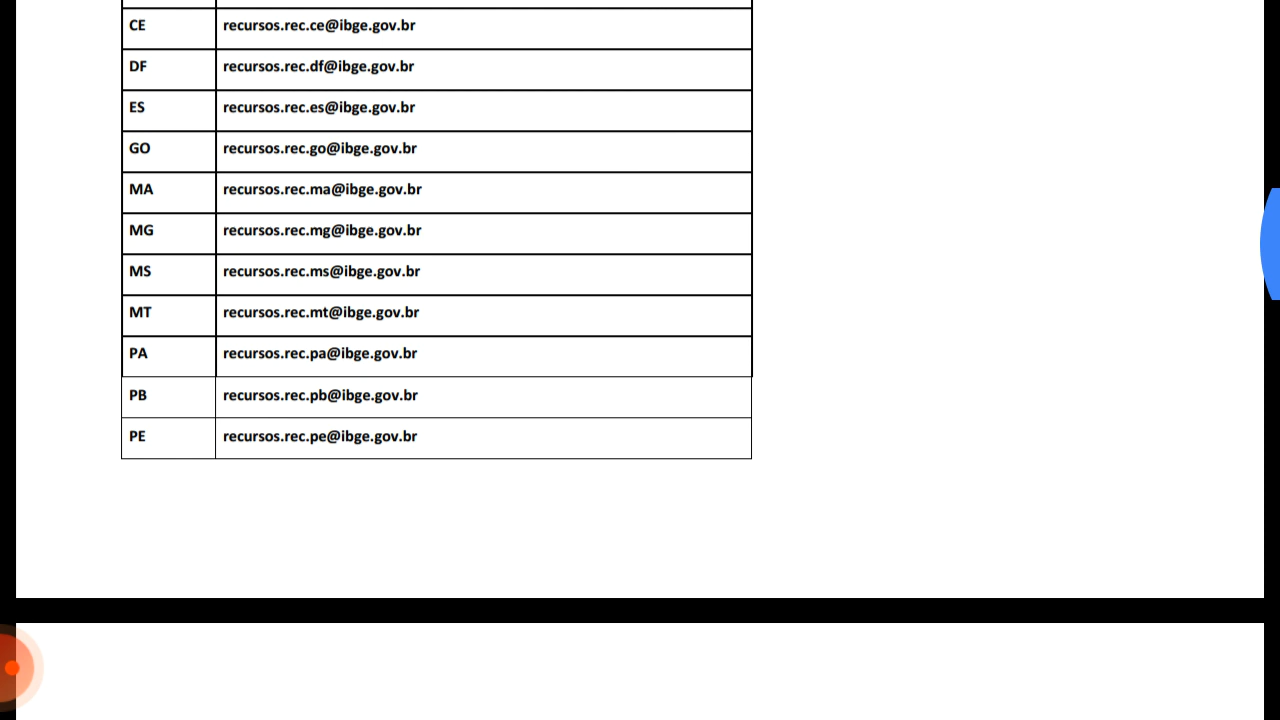 CE recursos.rec.ce@ibge.gov.br
DF recursos.rec.df@ibge.gov.br
ES recursos.rec.es@ibge.gov.br
GO recursos.rec.go@ibge.gov.br
MA recursos.rec.ma@ibge.gov.br
MG recursos.rec.mg@ibge.gov.br
MS recursos.rec.ms@ibge.gov.br
MT recursos.rec.mt@ibge.gov.br
PA recursos.rec.pa@ibge.gov.br
PB recursos.rec.pb@ibge.gov.br
PE recursos.rec.pe@ibge.gov.br